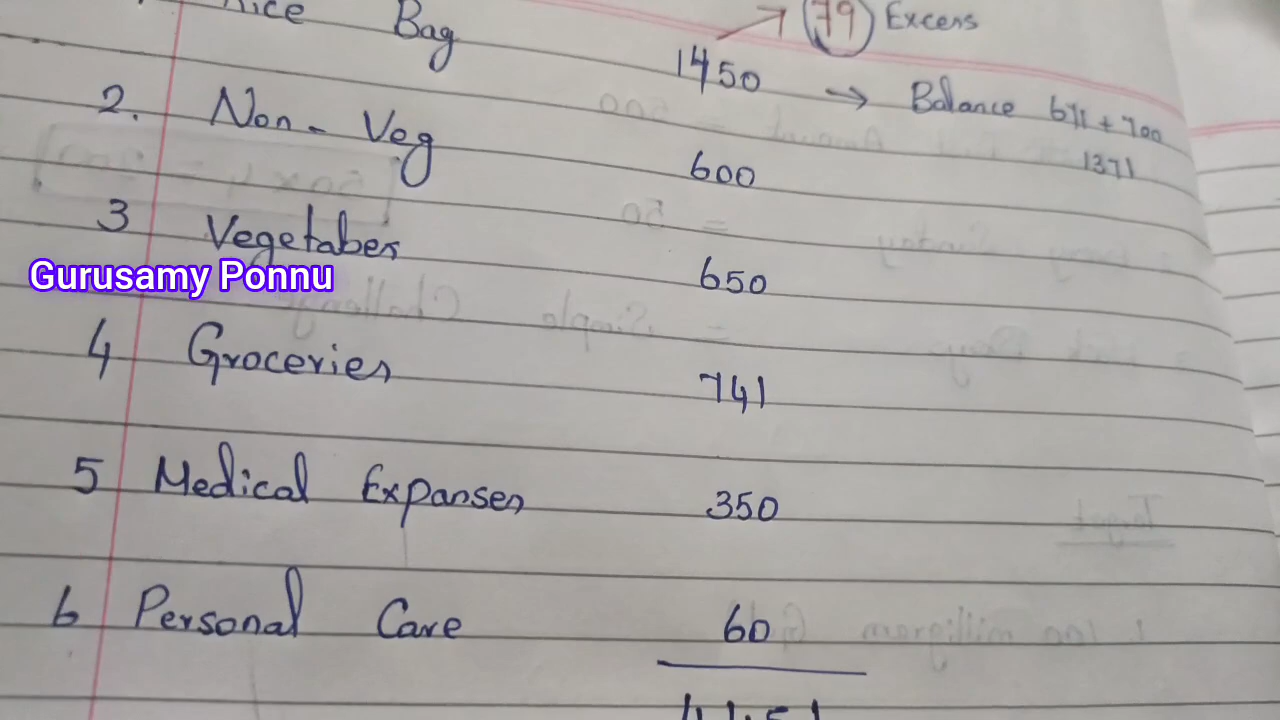 Rice Bag 1450 → Balance 671 + 700
79 Excess
1371
2. Non-Veg 600
3 Vegetabes 650
Gurusamy Ponnu
4 Groceries 741
5 Medical Expanses 350
6 Personal Care 60